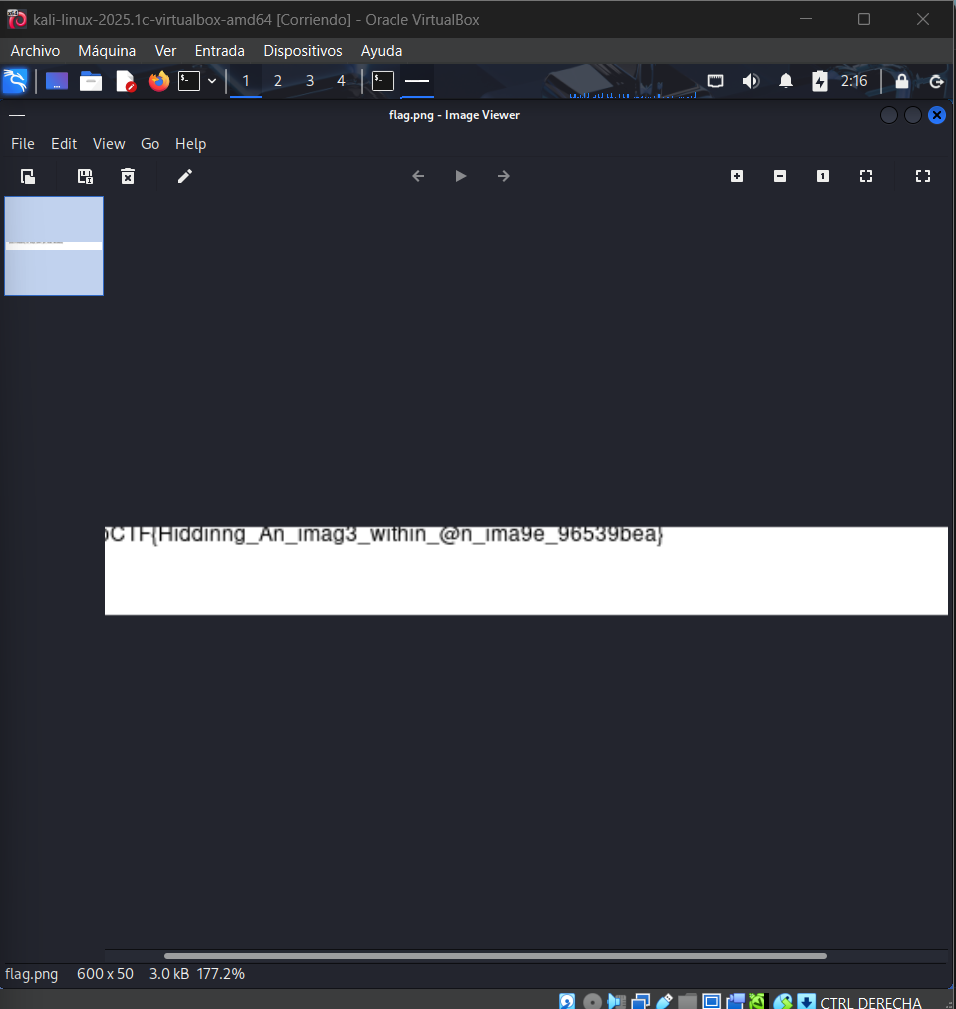 kali-linux-2025.1c-virtualbox-amd64 [Corriendo] - Oracle VirtualBox
Archivo Máquina Ver Entrada Dispositivos Ayuda
1 2 3 4 2:16
flag.png - Image Viewer
File Edit View Go Help
oCTF{Hiddinng_An_imag3_within_@n_ima9e_96539bea}
flag.png 600 x 50 3.0 kB 177.2%
CTRL DERECHA